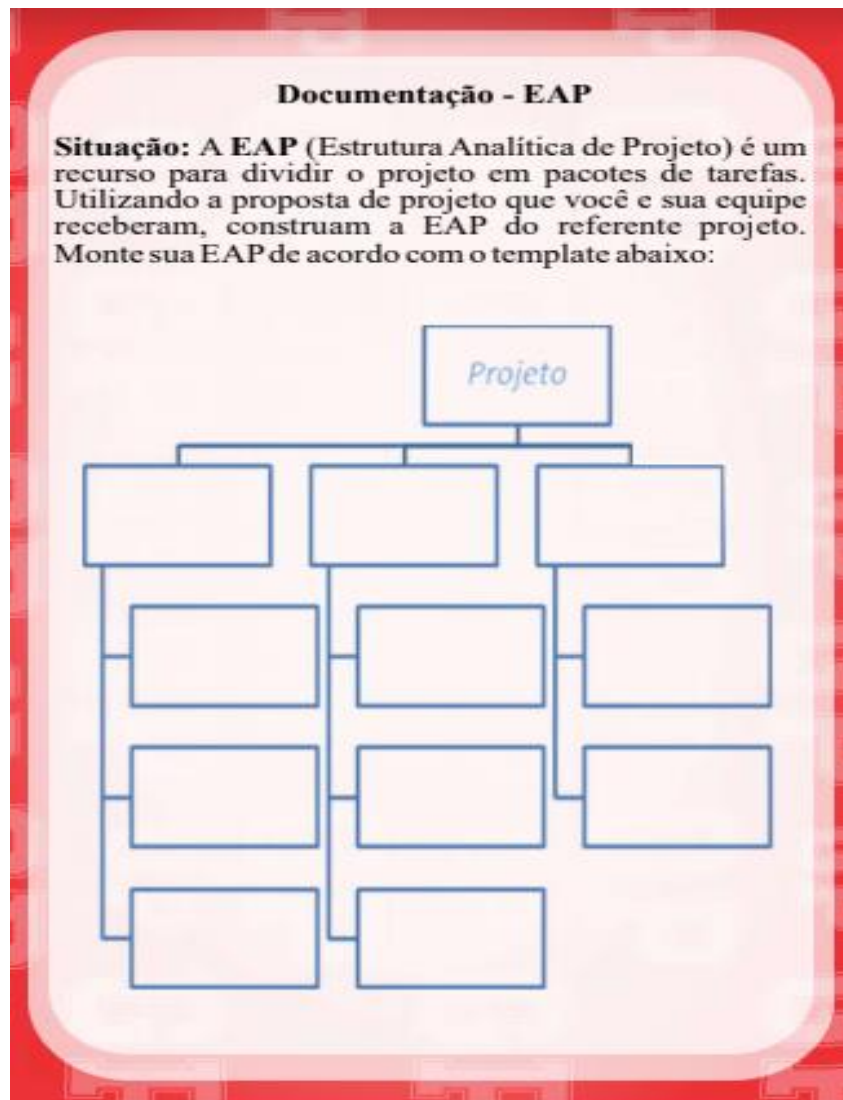 Documentação - EAP
Situação: A EAP (Estrutura Analítica de Projeto) é um
recurso para dividir o projeto em pacotes de tarefas.
Utilizando a proposta de projeto que você e sua equipe
receberam, construam a EAP do referente projeto.
Monte sua EAP de acordo com o template abaixo:
Projeto